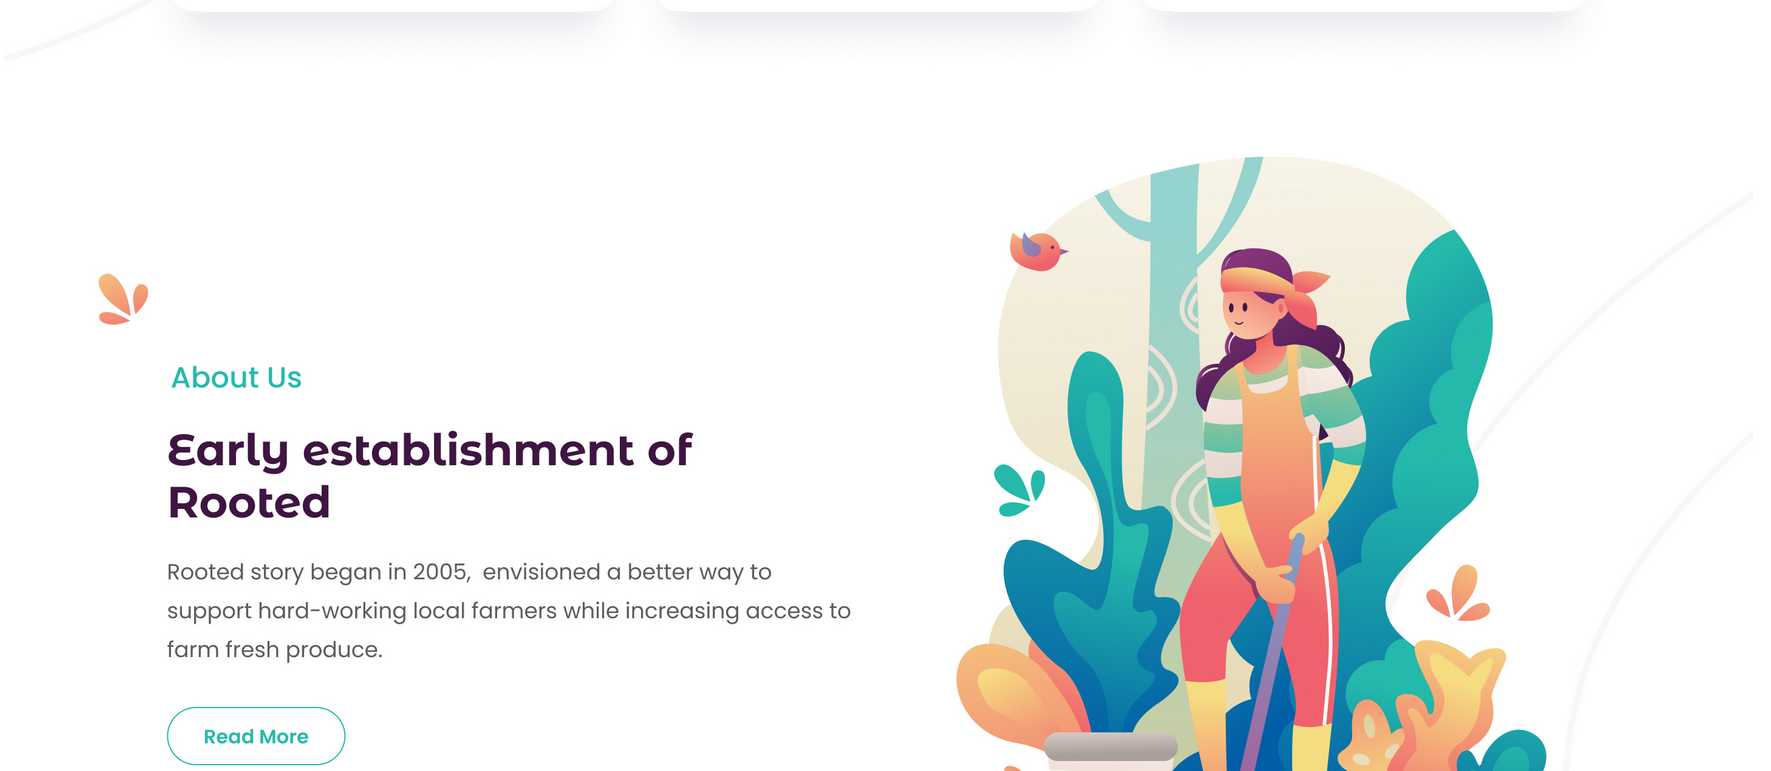 About Us
Early establishment of
Rooted
Rooted story began in 2005,  envisioned a better way to
support hard-working local farmers while increasing access to
farm fresh produce.
Read More